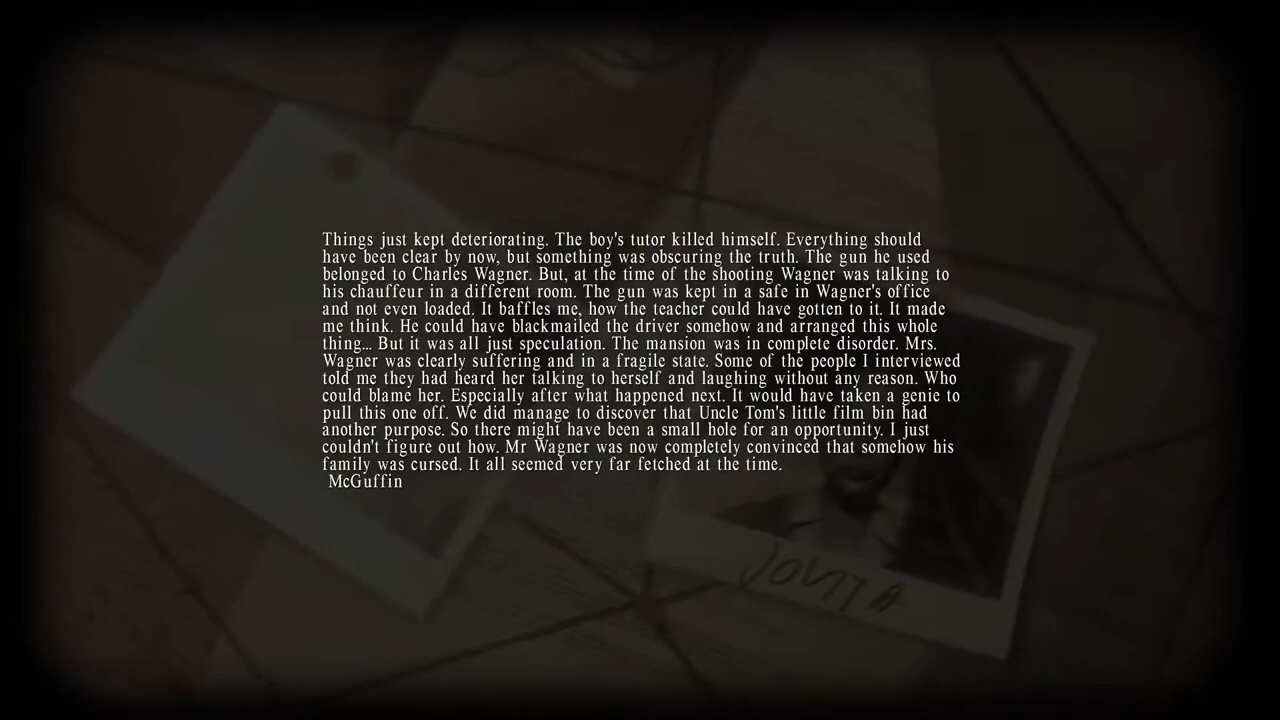 Things just kept deteriorating. The boy's tutor killed himself. Everything should
have been clear by now, but something was obscuring the truth. The gun he used
belonged to Charles Wagner. But, at the time of the shooting Wagner was talking to
his chauffeur in a different room. The gun was kept in a safe in Wagner's office
and not even loaded. It baffles me, how the teacher could have gotten to it. It made
me think. He could have blackmailed the driver somehow and arranged this whole
thing... But it was all just speculation. The mansion was in complete disorder. Mrs.
Wagner was clearly suffering and in a fragile state. Some of the people I interviewed
told me they had heard her talking to herself and laughing without any reason. Who
could blame her. Especially after what happened next. It would have taken a genie to
pull this one off. We did manage to discover that Uncle Tom's little film bin had
another purpose. So there might have been a small hole for an opportunity. I just
couldn't figure out how. Mr Wagner was now completely convinced that somehow his
family was cursed. It all seemed very far fetched at the time.
McGuffin